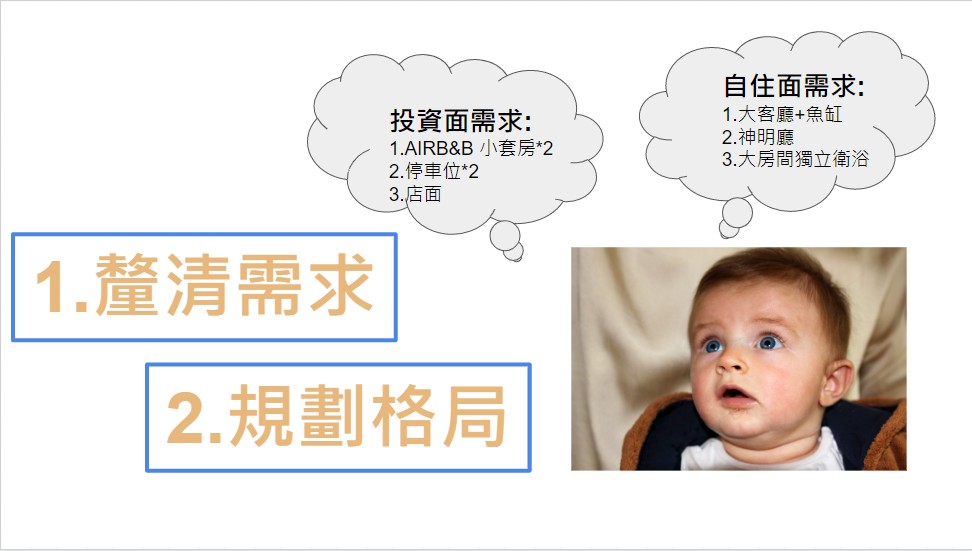 投資面需求:
1.AIRB&B 小套房*2
2.停車位*2
3.店面
自住面需求:
1.大客廳+魚缸
2.神明廳
3.大房間獨立衛浴
1.釐清需求
2.規劃格局